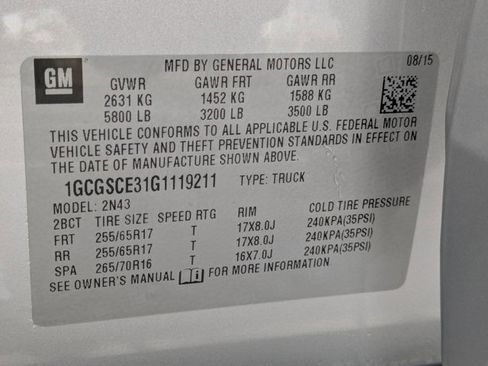 GM
MFD BY GENERAL MOTORS LLC 08/15
GVWR GAWR FRT GAWR RR
2631 KG 1452 KG 1588 KG
5800 LB 3200 LB 3500 LB
THIS VEHICLE CONFORMS TO ALL APPLICABLE U.S. FEDERAL MOTOR
VEHICLE SAFETY AND THEFT PREVENTION STANDARDS IN EFFECT ON
THE DATE OF MANUFACTURE SHOWN ABOVE.
1GCGSCE31G1119211 TYPE: TRUCK
MODEL: 2N43
2BCT TIRE SIZE SPEED RTG RIM COLD TIRE PRESSURE
FRT 255/65R17 T 17X8.0J 240KPA(35PSI)
RR 255/65R17 T 17X8.0J 240KPA(35PSI)
SPA 265/70R16 T 16X7.0J 240KPA(35PSI)
SEE OWNER'S MANUAL FOR MORE INFORMATION.